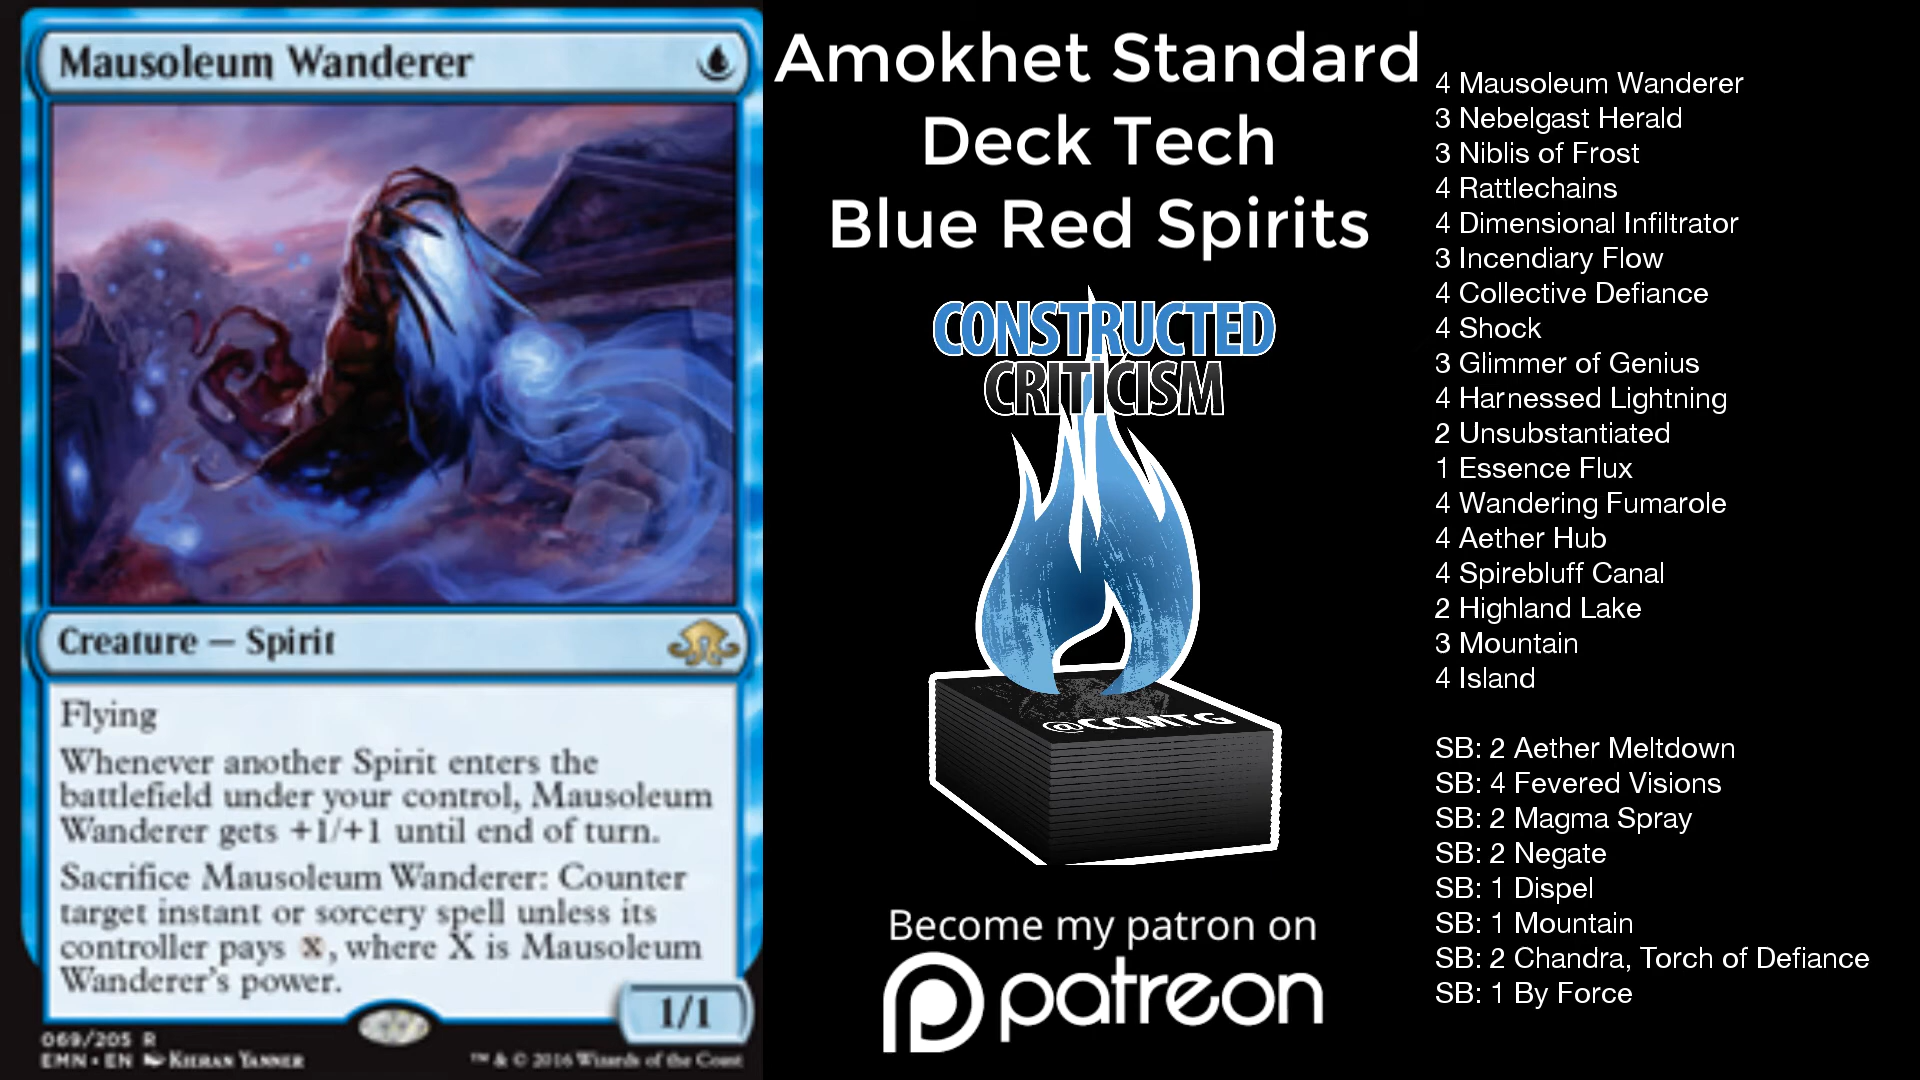 Mausoleum Wanderer
Creature — Spirit
Flying
Whenever another Spirit enters the
battlefield under your control, Mausoleum
Wanderer gets +1/+1 until end of turn.
Sacrifice Mausoleum Wanderer: Counter
target instant or sorcery spell unless its
controller pays X, where X is Mausoleum
Wanderer's power.
1/1
069/205 R
EMN • EN KIERAN YANNER
™ & © 2016 Wizards of the Coast
Amokhet Standard
Deck Tech
Blue Red Spirits
CONSTRUCTED
CRITICISM
@CCMTG
Become my patron on
patreon
4 Mausoleum Wanderer
3 Nebelgast Herald
3 Niblis of Frost
4 Rattlechains
4 Dimensional Infiltrator
3 Incendiary Flow
4 Collective Defiance
4 Shock
3 Glimmer of Genius
4 Harnessed Lightning
2 Unsubstantiated
1 Essence Flux
4 Wandering Fumarole
4 Aether Hub
4 Spirebluff Canal
2 Highland Lake
3 Mountain
4 Island
SB: 2 Aether Meltdown
SB: 4 Fevered Visions
SB: 2 Magma Spray
SB: 2 Negate
SB: 1 Dispel
SB: 1 Mountain
SB: 2 Chandra, Torch of Defiance
SB: 1 By Force